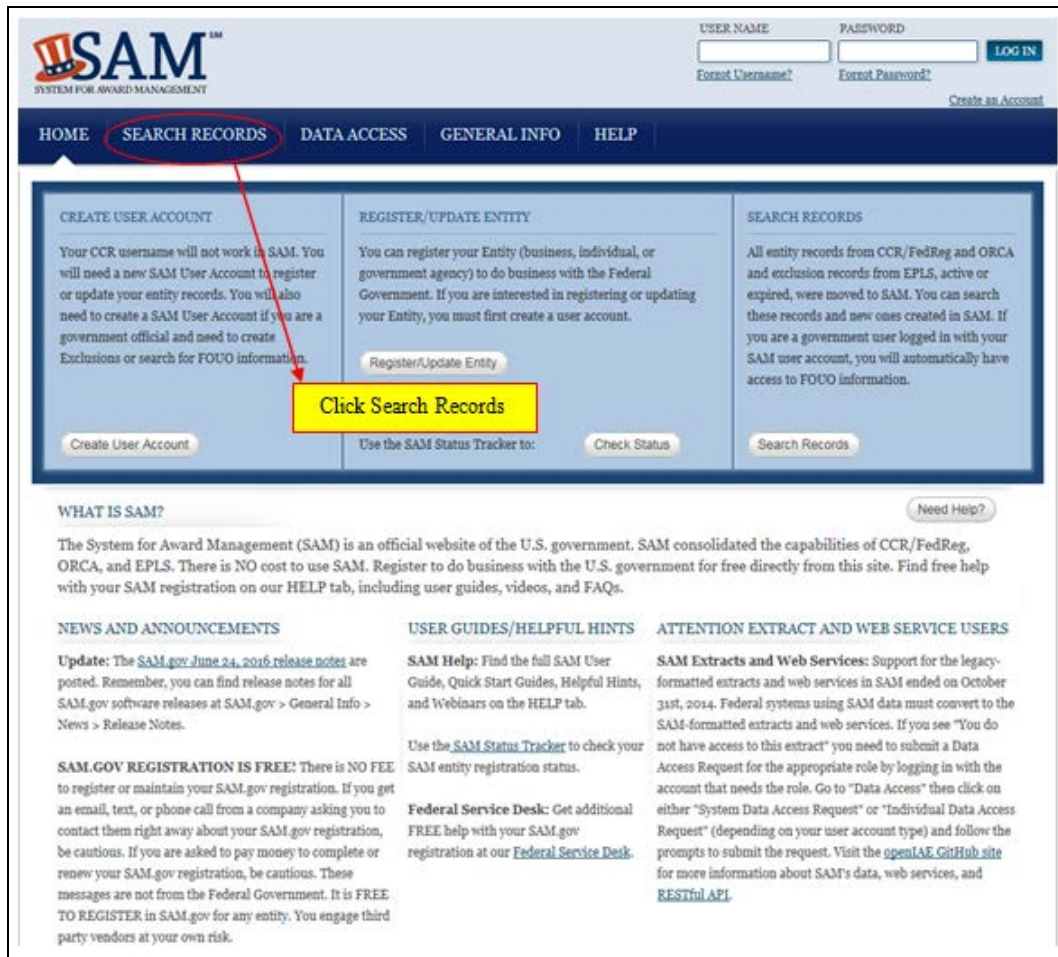 USER NAME
PASSWORD
LOG IN
Forgot Username?
Forgot Password?
Create an Account
SAM SM
SYSTEM FOR AWARD MANAGEMENT
HOME
SEARCH RECORDS
DATA ACCESS
GENERAL INFO
HELP
CREATE USER ACCOUNT
Your CCR username will not work in SAM. You
will need a new SAM User Account to register
or update your entity records. You will also
need to create a SAM User Account if you are a
government official and need to create
Exclusions or search for FOUO information.
Create User Account
REGISTER/UPDATE ENTITY
You can register your Entity (business, individual, or
government agency) to do business with the Federal
Government. If you are interested in registering or updating
your Entity, you must first create a user account.
Register/Update Entity
Click Search Records
Use the SAM Status Tracker to:
Check Status
SEARCH RECORDS
All entity records from CCR/FedReg and ORCA
and exclusion records from EPLS, active or
expired, were moved to SAM. You can search
these records and new ones created in SAM. If
you are a government user logged in with your
SAM user account, you will automatically have
access to FOUO information.
Search Records
WHAT IS SAM?
Need Help?
The System for Award Management (SAM) is an official website of the U.S. government. SAM consolidated the capabilities of CCR/FedReg,
ORCA, and EPLS. There is NO cost to use SAM. Register to do business with the U.S. government for free directly from this site. Find free help
with your SAM registration on our HELP tab, including user guides, videos, and FAQs.
NEWS AND ANNOUNCEMENTS
Update: The SAM.gov June 24, 2016 release notes are
posted. Remember, you can find release notes for all
SAM.gov software releases at SAM.gov > General Info >
News > Release Notes.
SAM.GOV REGISTRATION IS FREE! There is NO FEE
to register or maintain your SAM.gov registration. If you get
an email, text, or phone call from a company asking you to
contact them right away about your SAM.gov registration,
be cautious. If you are asked to pay money to complete or
renew your SAM.gov registration, be cautious. These
messages are not from the Federal Government. It is FREE
TO REGISTER in SAM.gov for any entity. You engage third
party vendors at your own risk.
USER GUIDES/HELPFUL HINTS
SAM Help: Find the full SAM User
Guide, Quick Start Guides, Helpful Hints,
and Webinars on the HELP tab.
Use the SAM Status Tracker to check your
SAM entity registration status.
Federal Service Desk: Get additional
FREE help with your SAM.gov
registration at our Federal Service Desk.
ATTENTION EXTRACT AND WEB SERVICE USERS
SAM Extracts and Web Services: Support for the legacy-
formatted extracts and web services in SAM ended on October
31st, 2014. Federal systems using SAM data must convert to the
SAM-formatted extracts and web services. If you see "You do
not have access to this extract" you need to submit a Data
Access Request for the appropriate role by logging in with the
account that needs the role. Go to "Data Access" then click on
either "System Data Access Request" or "Individual Data Access
Request" (depending on your user account type) and follow the
prompts to submit the request. Visit the openIAE GitHub site
for more information about SAM's data, web services, and
RESTful API.